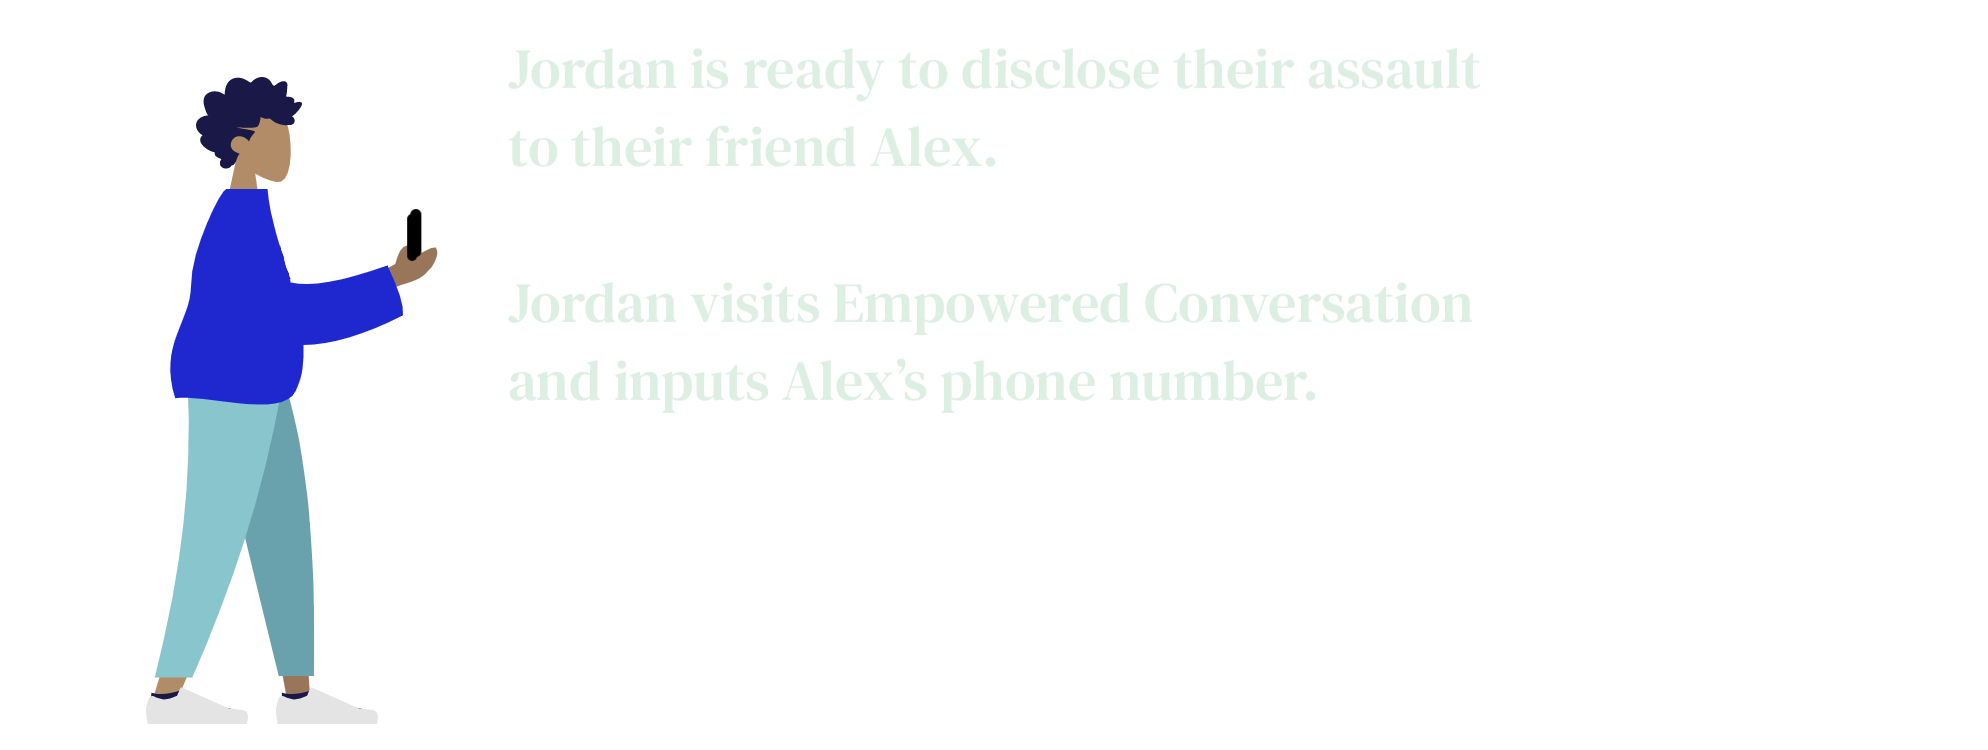 Jordan is ready to disclose their assault
to their friend Alex.
Jordan visits Empowered Conversation
and inputs Alex’s phone number.